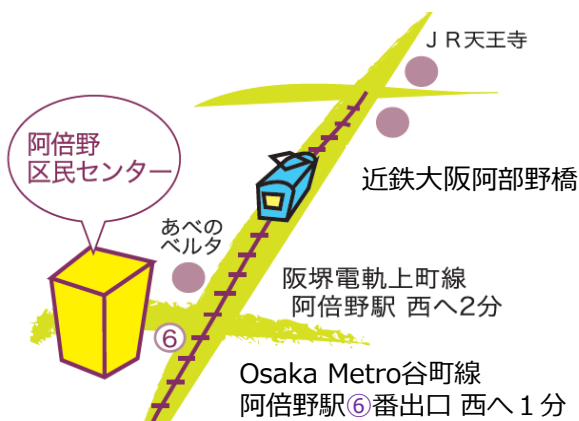 ＪＲ天王寺
阿倍野
区民センター
近鉄大阪阿部野橋
あべの
ベルタ
阪堺電軌上町線
阿倍野駅 西へ2分
⑥
Osaka Metro谷町線
阿倍野駅⑥番出口 西へ１分